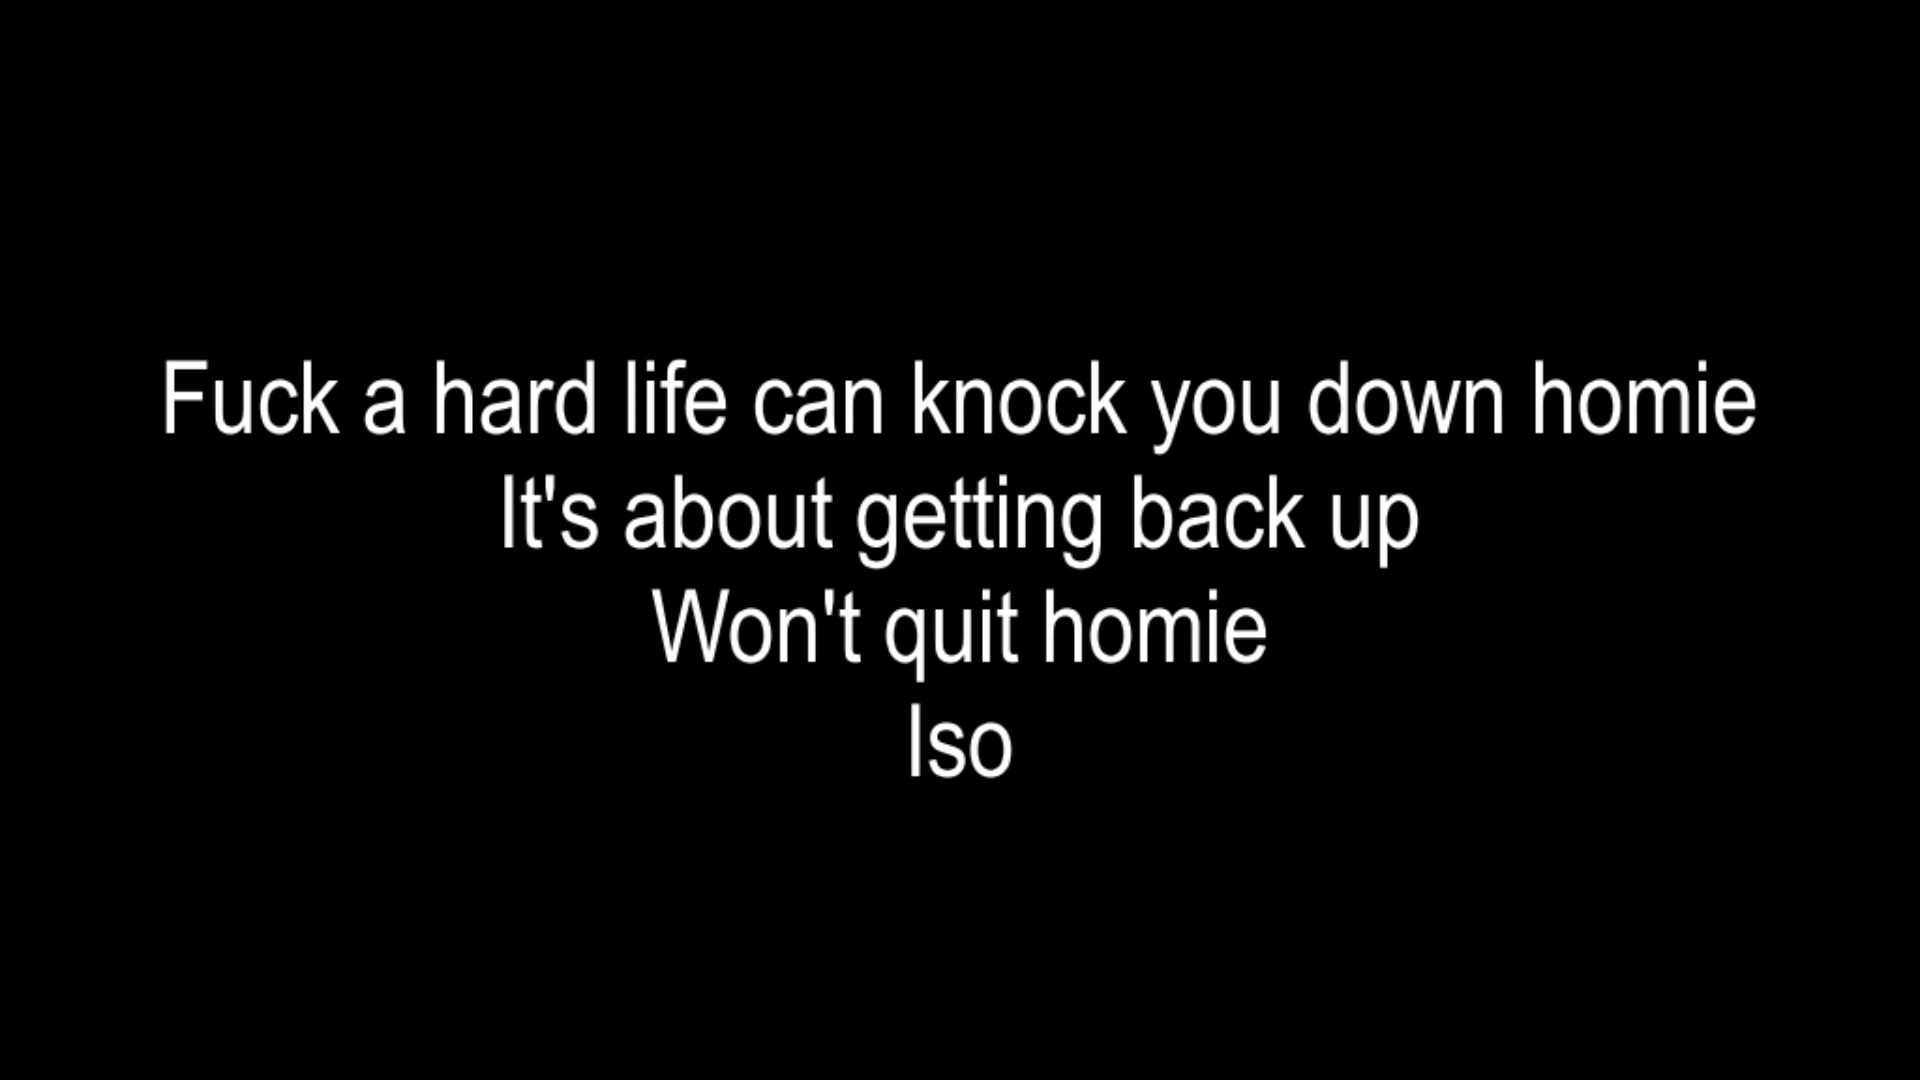 Fuck a hard life can knock you down homie
It's about getting back up
Won't quit homie
Iso